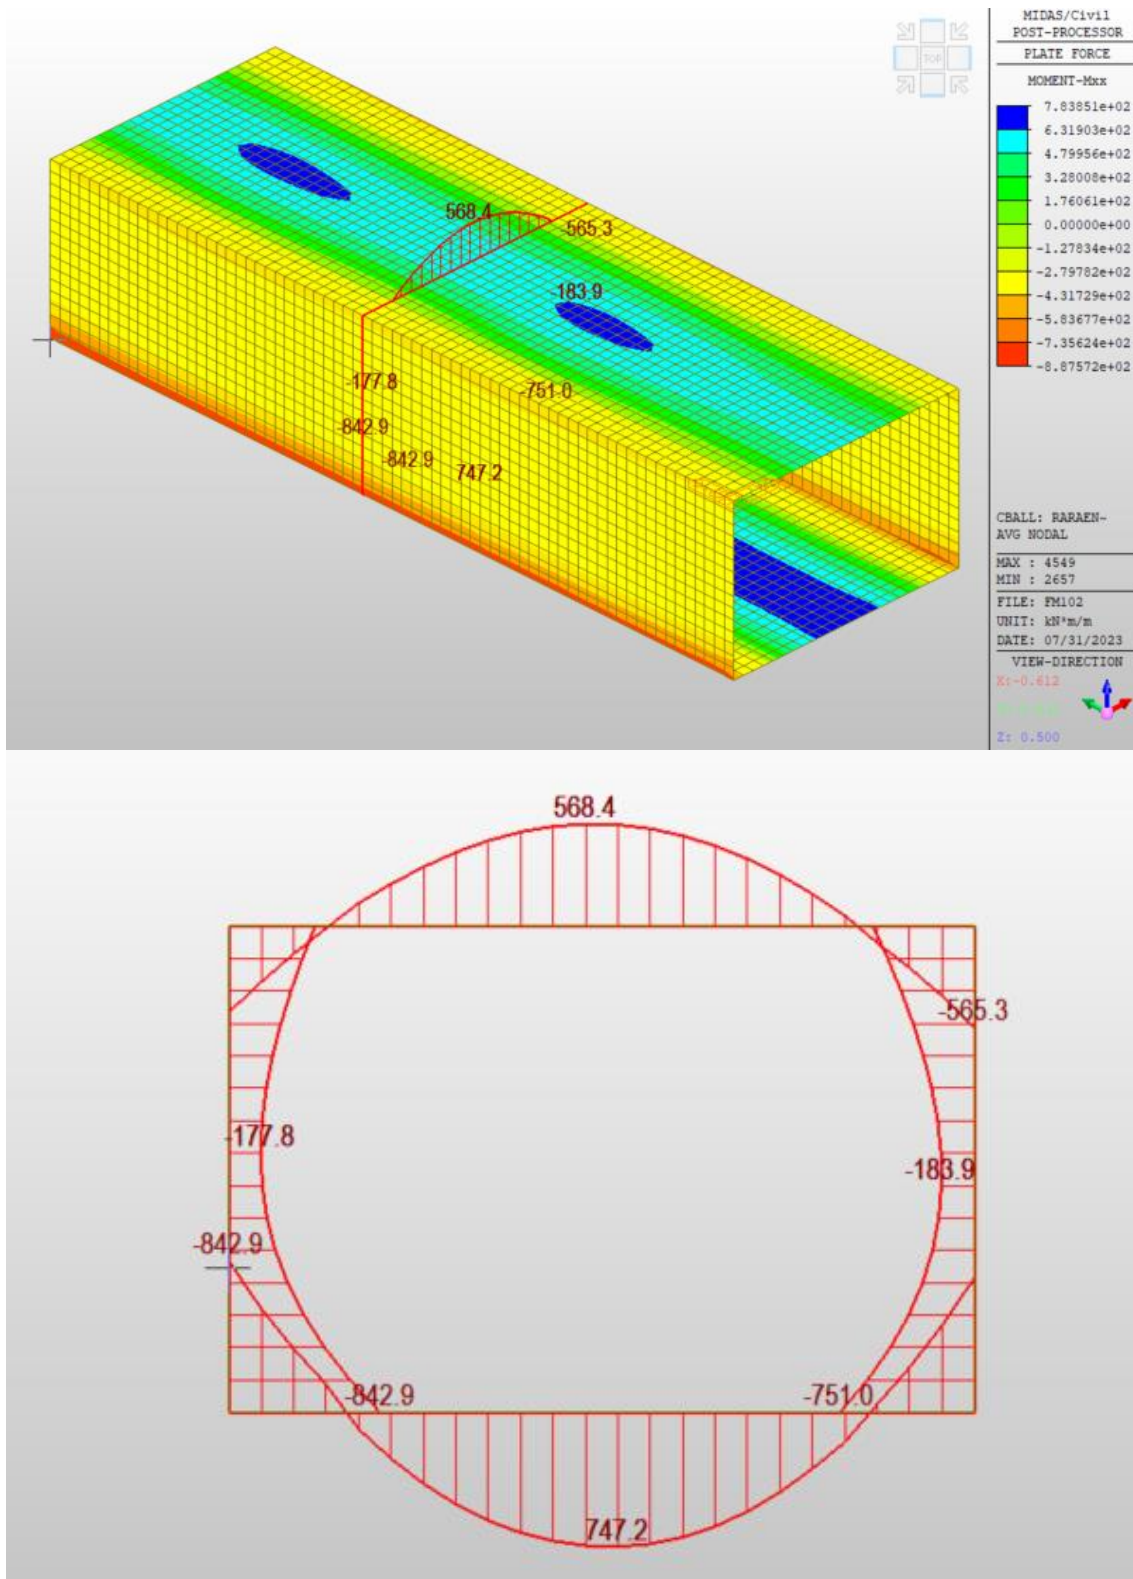 MIDAS/Civil
POST-PROCESSOR
PLATE FORCE
MOMENT-Mxx
7.83851e+02
6.31903e+02
4.79956e+02
3.28008e+02
1.76061e+02
0.00000e+00
-1.27834e+02
-2.79782e+02
-4.31729e+02
-5.83677e+02
-7.35624e+02
-8.87572e+02
CBALL: RARAEN-
AVG NODAL
MAX : 4549
MIN : 2657
FILE: FM102
UNIT: kN*m/m
DATE: 07/31/2023
VIEW-DIRECTION
X:-0.612
Z: 0.500
TOP
568.4
-565.3
183.9
-177.8
-751.0
-842.9
-842.9
747.2
568.4
-565.3
-177.8
-183.9
-842.9
-842.9
-751.0
747.2